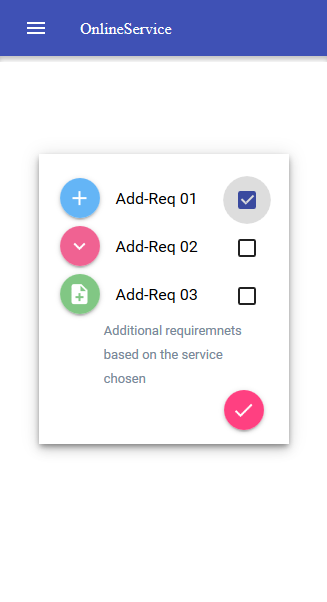 OnlineService
Add-Req 01
Add-Req 02
Add-Req 03
Additional requiremnets
based on the service
chosen